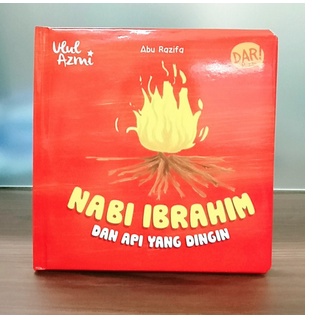 Ulul
Azmi
Abu Razifa
DAR!
NABI IBRAHIM
DAN API YANG DINGIN